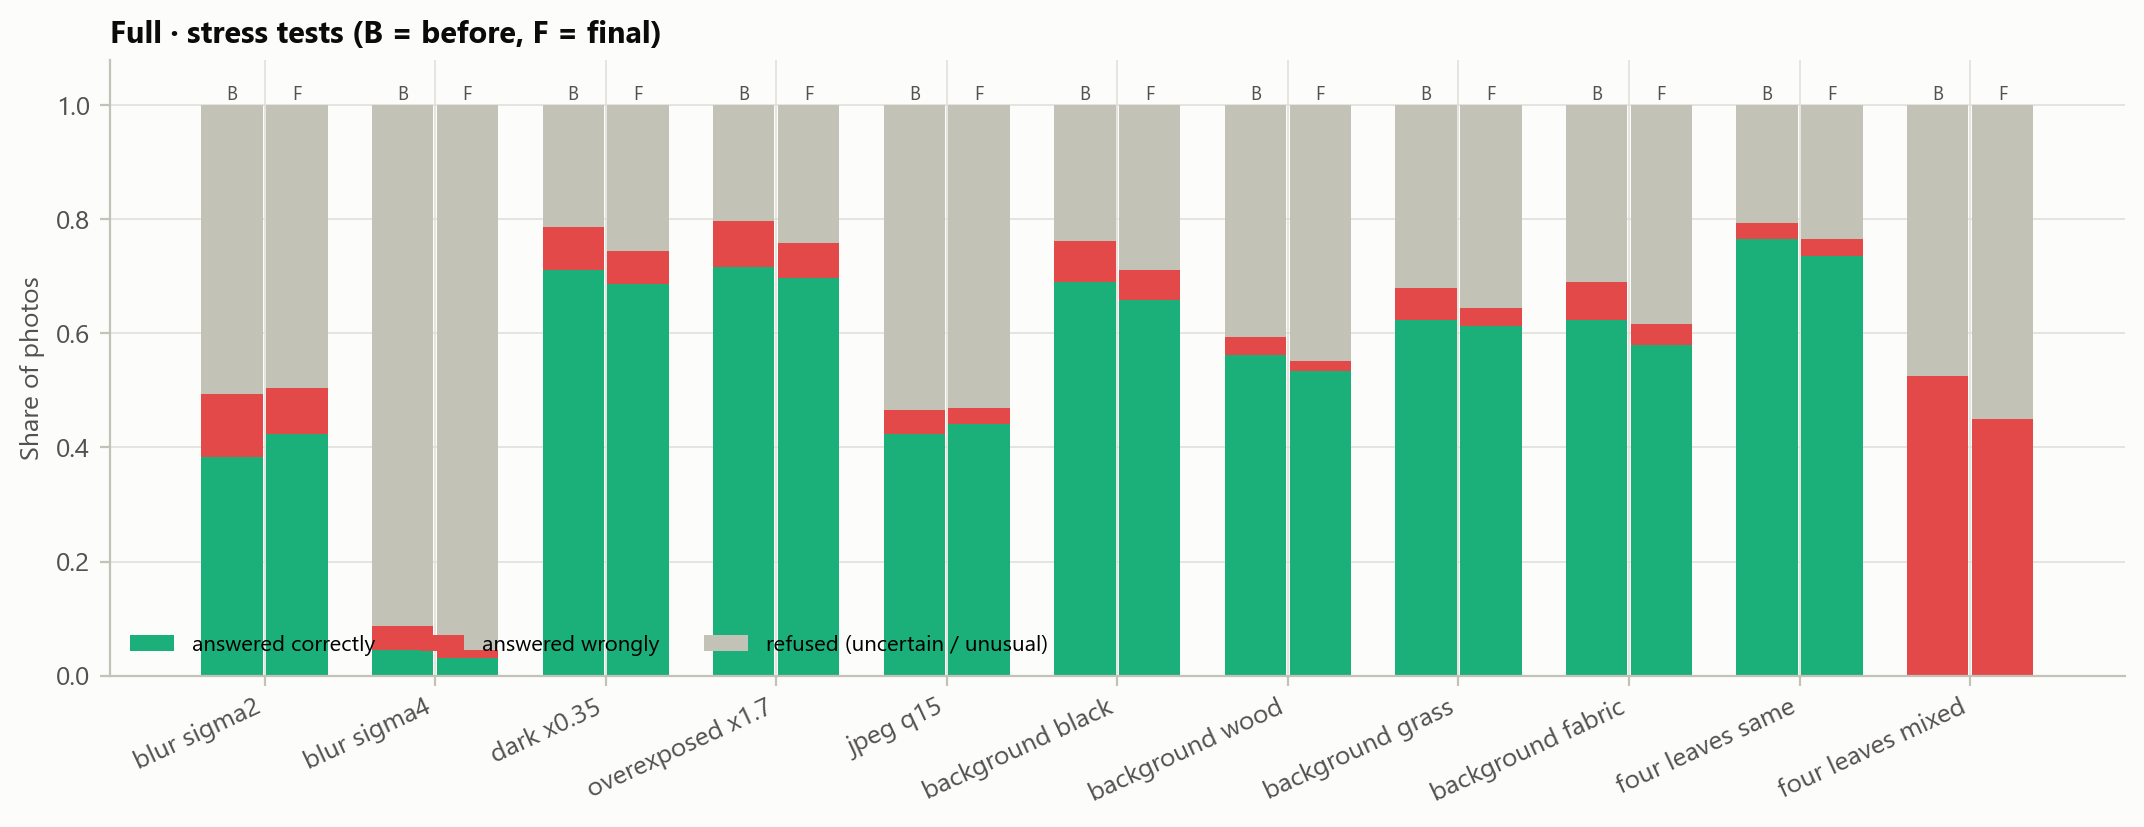 Full · stress tests (B = before, F = final)
B F B F B F B F B F B F B F B F B F B F B F
1.0
0.8
0.6
0.4
0.2
0.0
Share of photos
answered correctly answered wrongly refused (uncertain / unusual)
blur sigma2
blur sigma4
dark x0.35
overexposed x1.7
jpeg q15
background black
background wood
background grass
background fabric
four leaves same
four leaves mixed